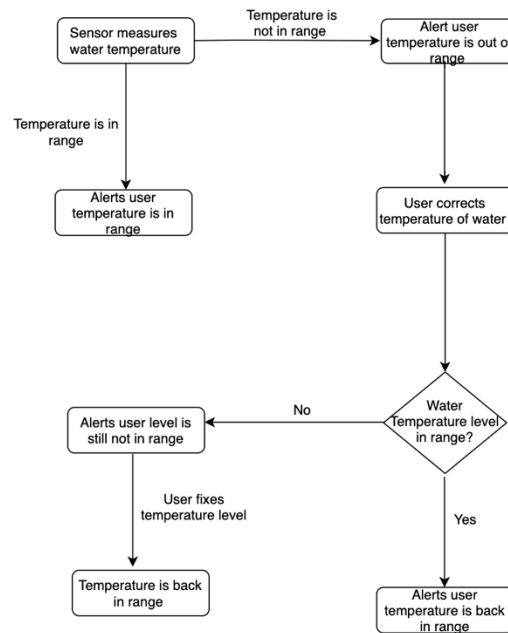 Sensor measures
water temperature
Temperature is
not in range
Alert user
temperature is out o
range
Temperature is in
range
Alerts user
temperature is in
range
User corrects
temperature of water
Water
Temperature level
in range?
No
Alerts user level is
still not in range
User fixes
temperature level
Yes
Temperature is back
in range
Alerts user
temperature is back
in range